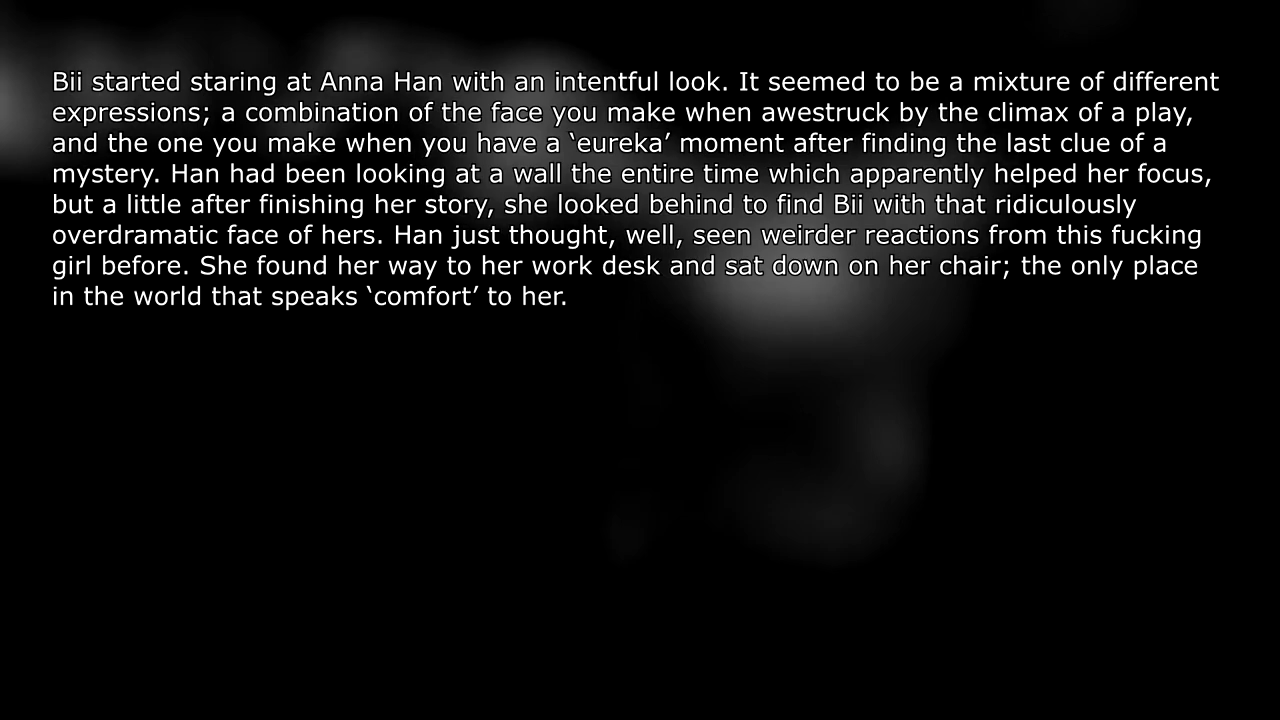 Bii started staring at Anna Han with an intentful look. It seemed to be a mixture of different
expressions; a combination of the face you make when awestruck by the climax of a play,
and the one you make when you have a ‘eureka’ moment after finding the last clue of a
mystery. Han had been looking at a wall the entire time which apparently helped her focus,
but a little after finishing her story, she looked behind to find Bii with that ridiculously
overdramatic face of hers. Han just thought, well, seen weirder reactions from this fucking
girl before. She found her way to her work desk and sat down on her chair; the only place
in the world that speaks ‘comfort’ to her.